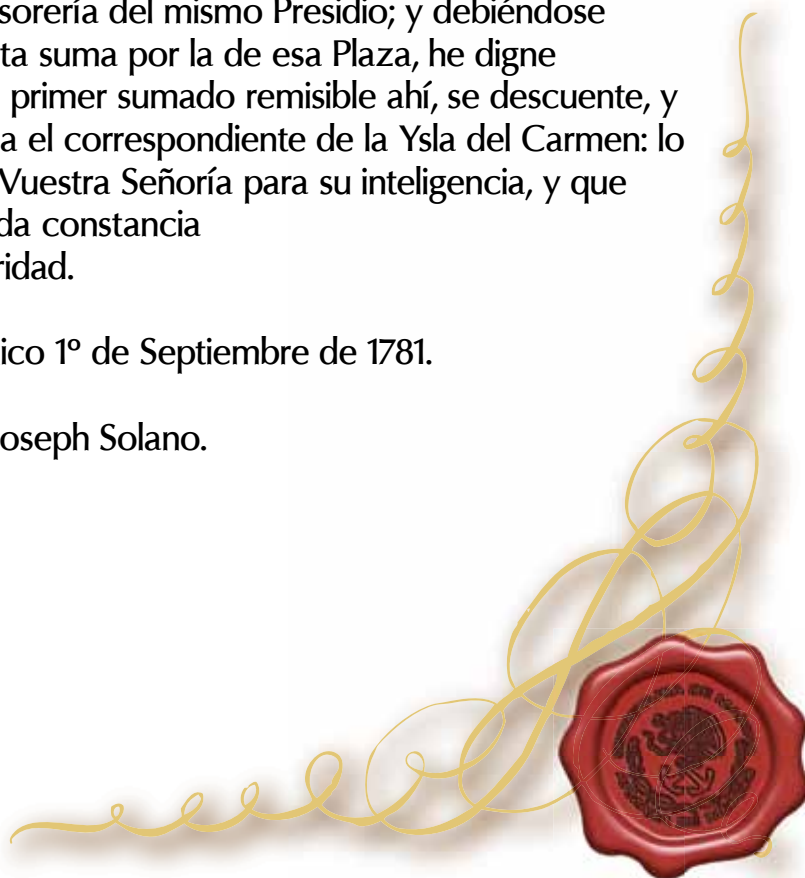 sorería del mismo Presidio; y debiéndose
ta suma por la de esa Plaza, he digne
primer sumado remisible ahí, se descuente, y
a el correspondiente de la Ysla del Carmen: lo
Vuestra Señoría para su inteligencia, y que
da constancia
ridad.
ico 1º de Septiembre de 1781.
oseph Solano.